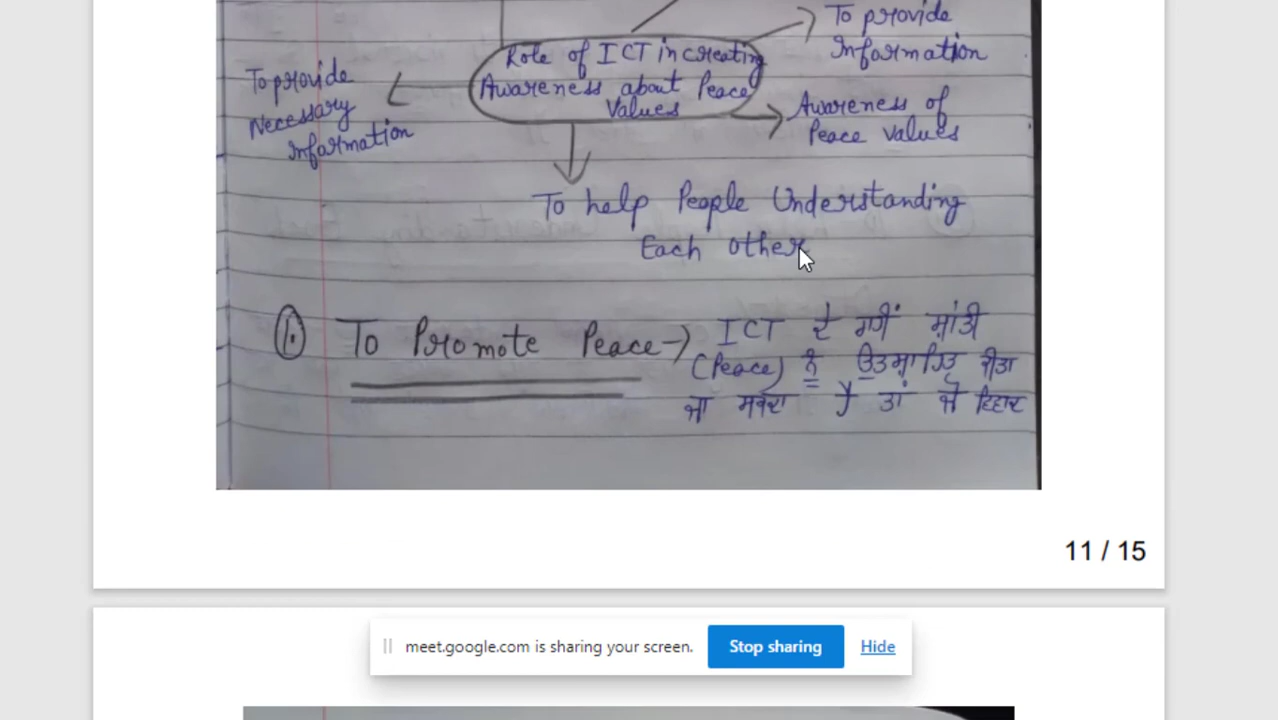 To provide
Information
Role of ICT in creating
Awareness about Peace
Values
To provide
Necessary
Information
Awareness of
Peace values
To help People Understanding
Each other
1. To Promote Peace → ICT ਦੇ ਰਾਹੀਂ ਸ਼ਾਂਤੀ
(Peace) ਨੂੰ ਉਤਸ਼ਾਹਿਤ ਕੀਤਾ
ਜਾ ਸਕਦਾ ਹੈ ਤਾਂ ਜੋ
11 / 15
meet.google.com is sharing your screen.
Stop sharing
Hide